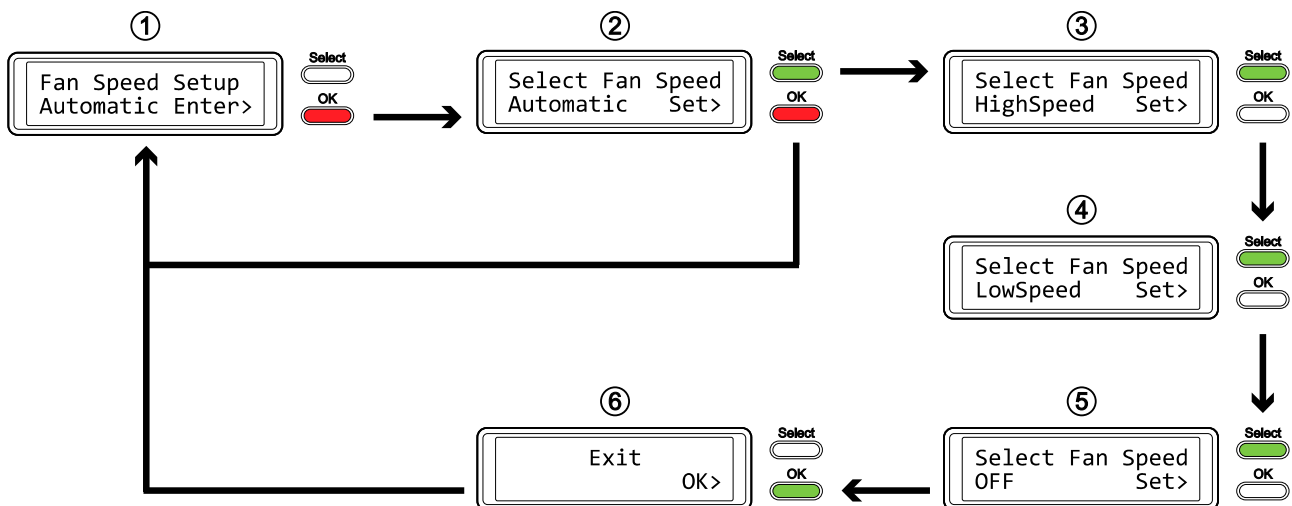 ①
Fan Speed Setup
Automatic Enter>
Select
OK
②
Select Fan Speed
Automatic Set>
Select
OK
③
Select Fan Speed
HighSpeed Set>
Select
OK
④
Select Fan Speed
LowSpeed Set>
Select
OK
⑤
Select Fan Speed
OFF Set>
Select
OK
⑥
Exit
OK>
Select
OK